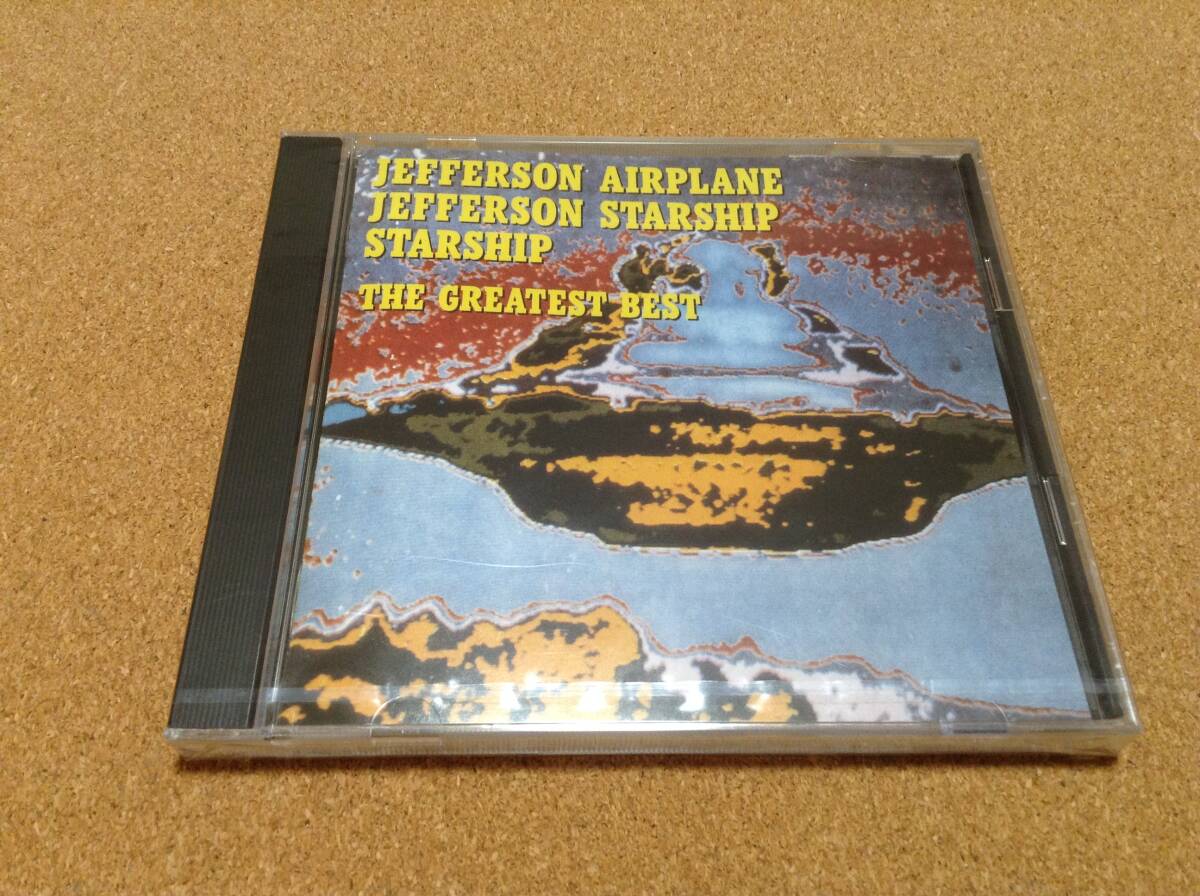 JEFFERSON AIRPLANE
JEFFERSON STARSHIP
STARSHIP
THE GREATEST BEST